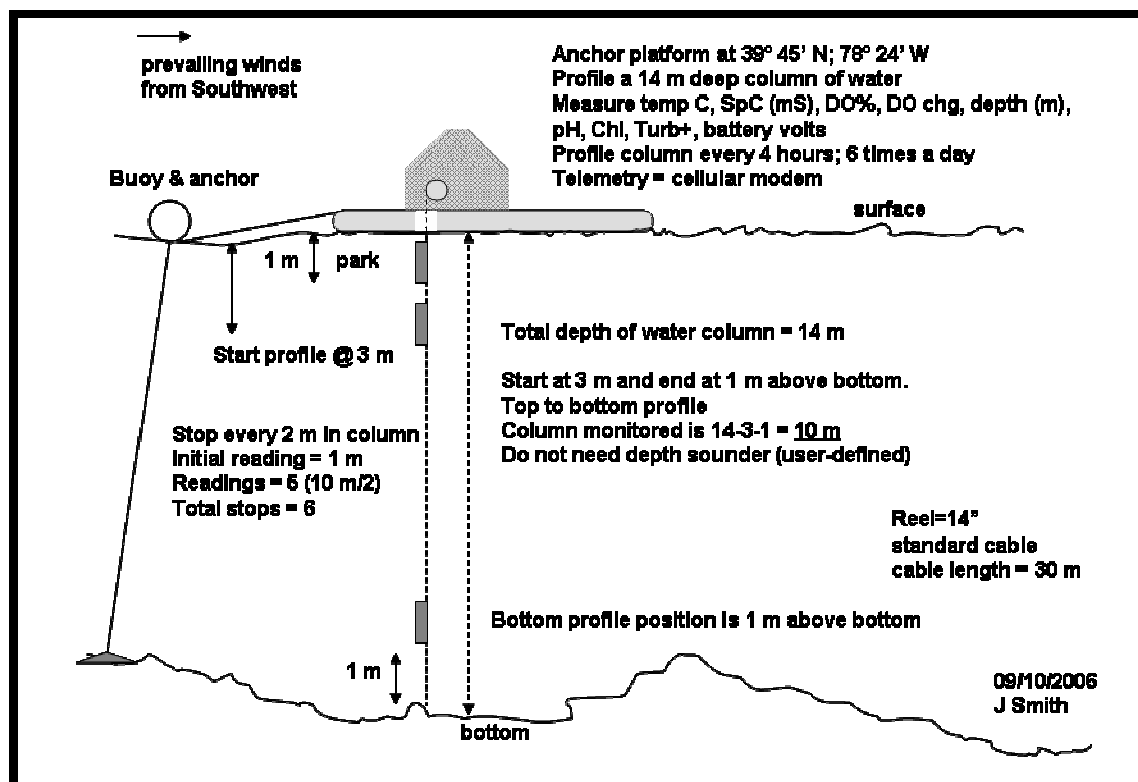 prevailing winds
from Southwest
Anchor platform at 39° 45' N; 78° 24' W
Profile a 14 m deep column of water
Measure temp C, SpC (mS), DO%, DO chg, depth (m),
pH, Chl, Turb+, battery volts
Profile column every 4 hours; 6 times a day
Telemetry = cellular modem
Buoy & anchor
surface
1 m
park
Start profile @ 3 m
Total depth of water column = 14 m
Start at 3 m and end at 1 m above bottom.
Top to bottom profile
Column monitored is 14-3-1 = 10 m
Do not need depth sounder (user-defined)
Stop every 2 m in column
Initial reading = 1 m
Readings = 5 (10 m/2)
Total stops = 6
Reel=14"
standard cable
cable length = 30 m
Bottom profile position is 1 m above bottom
1 m
bottom
09/10/2006
J Smith